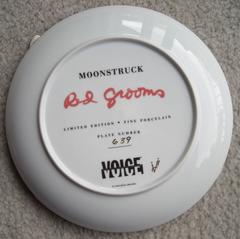 MOONSTRUCK
Red Grooms
LIMITED EDITION • FINE PORCELAIN
PLATE NUMBER
639
VOICE